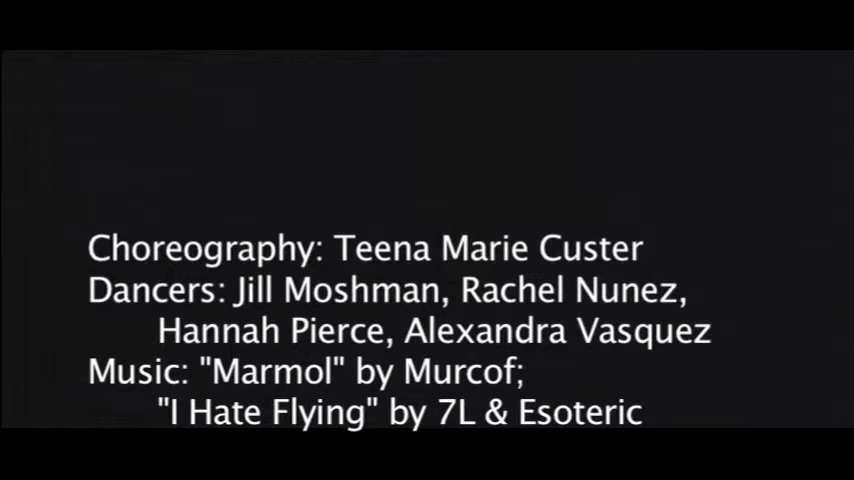 Choreography: Teena Marie Custer
Dancers: Jill Moshman, Rachel Nunez,
Hannah Pierce, Alexandra Vasquez
Music: "Marmol" by Murcof;
"I Hate Flying" by 7L & Esoteric